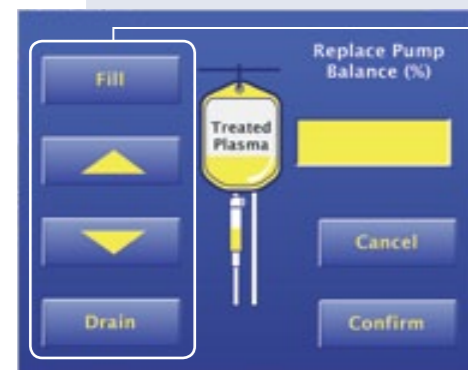 Replace Pump
Balance (%)
Fill
Treated
Plasma
Cancel
Drain
Confirm